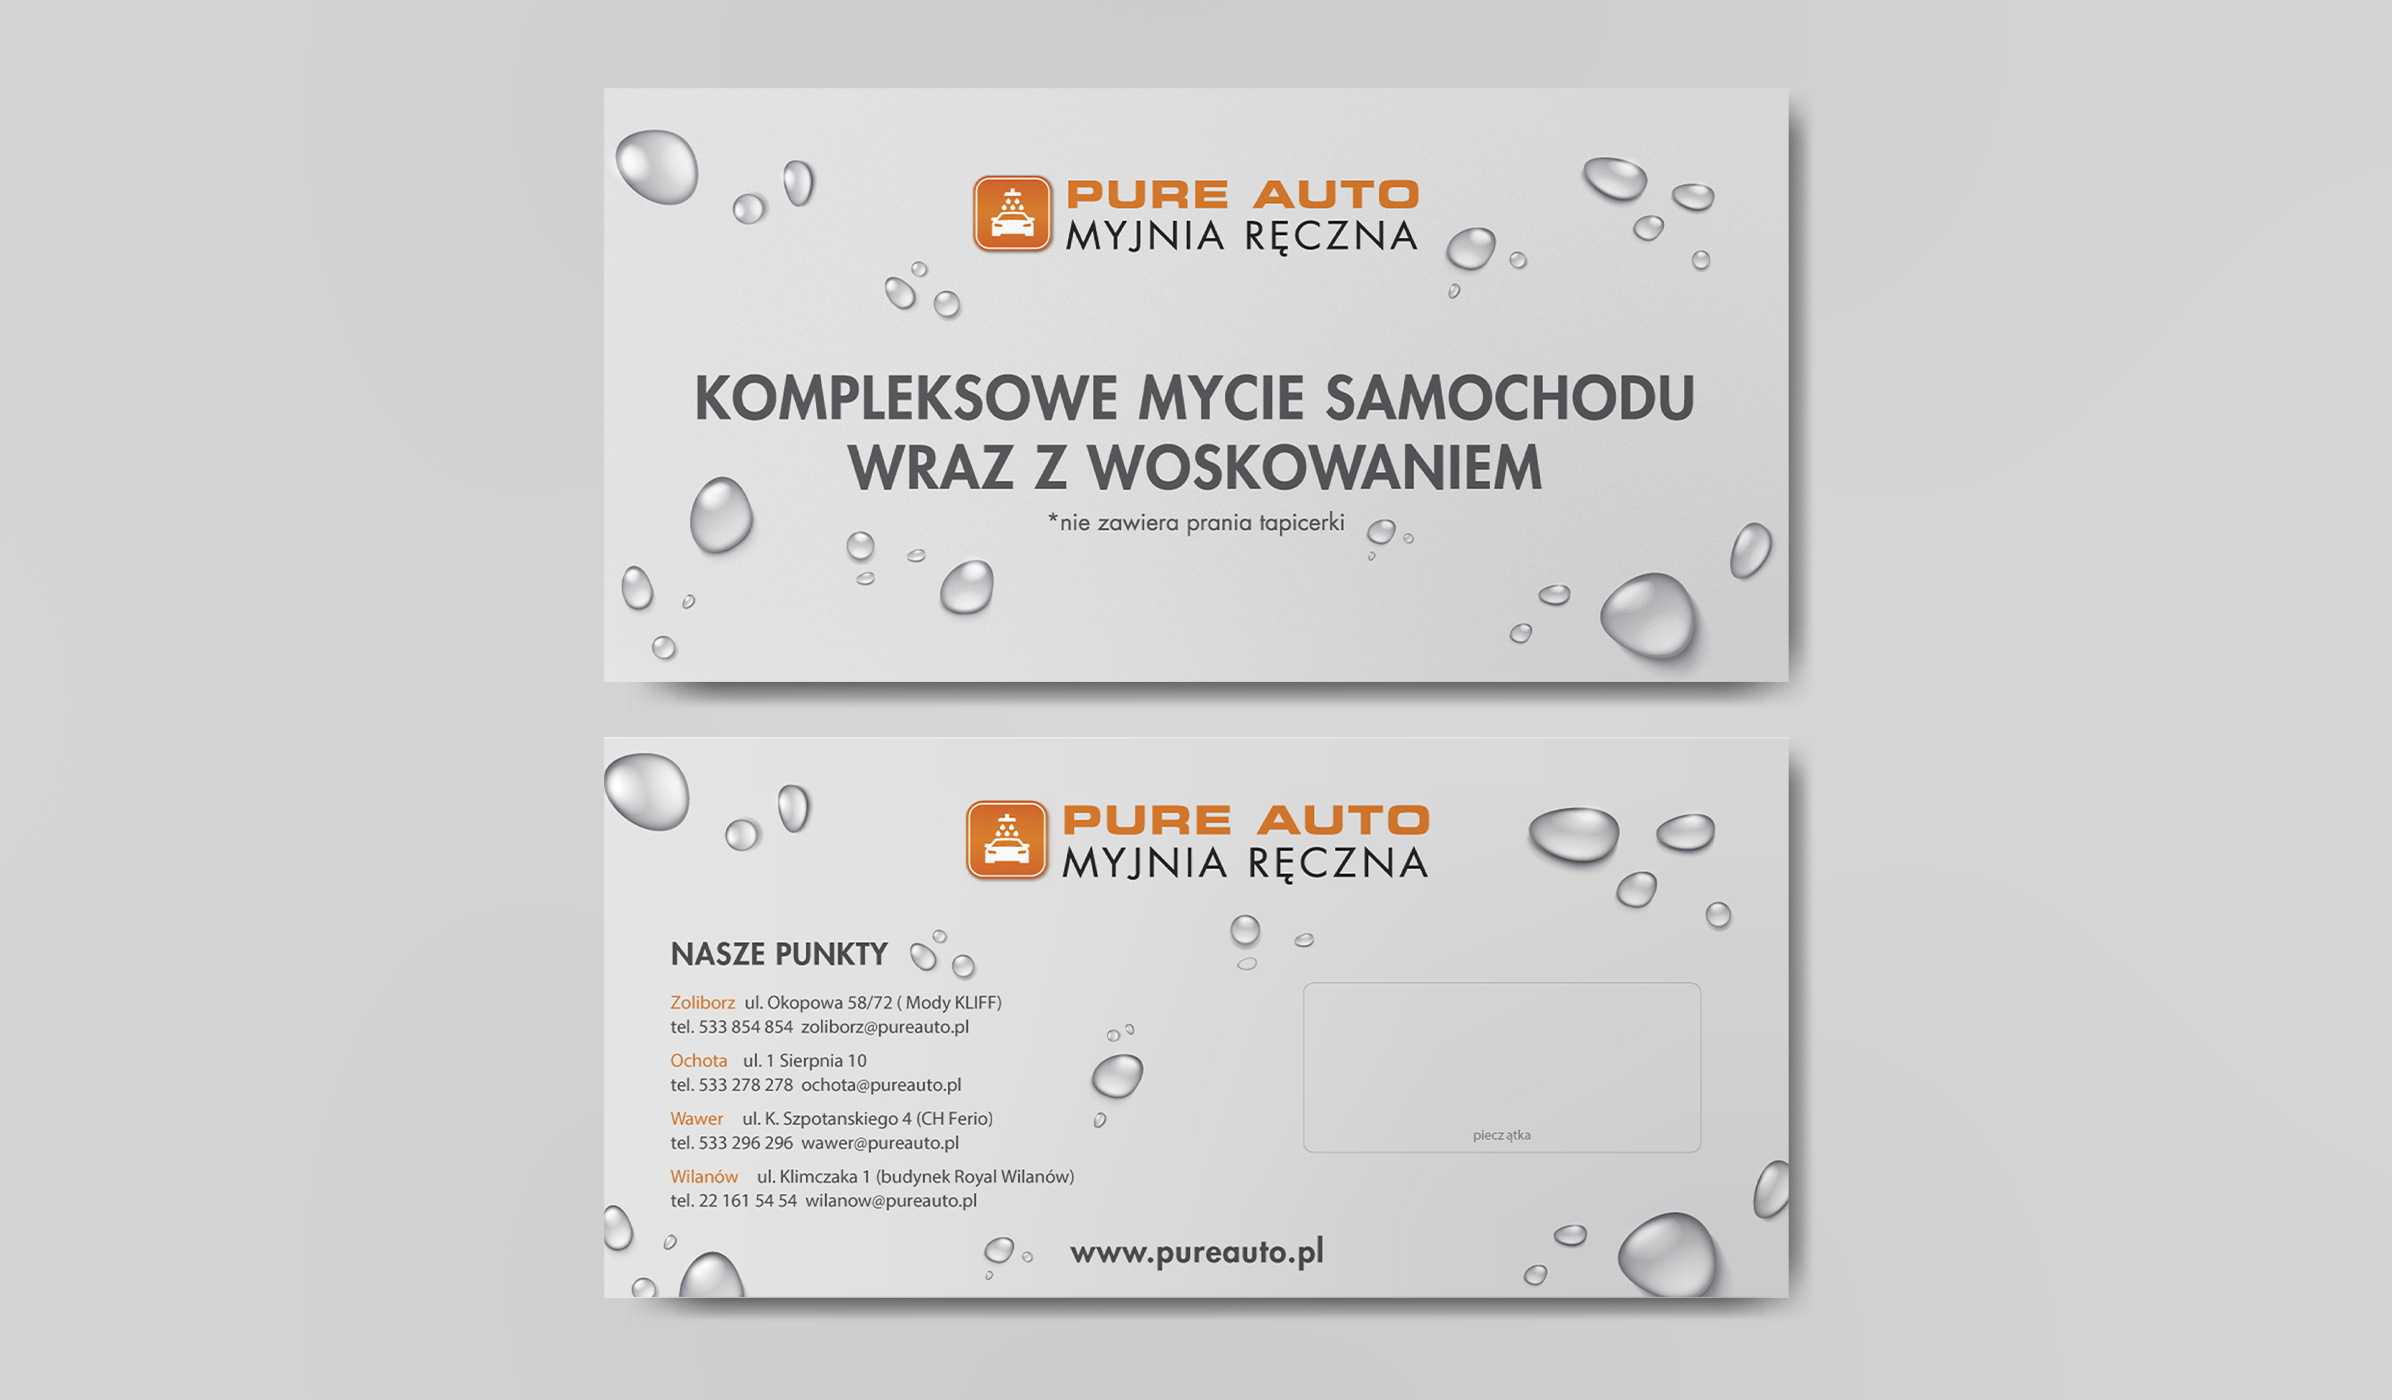 PURE AUTO
MYJNIA RĘCZNA
KOMPLEKSOWE MYCIE SAMOCHODU
WRAZ Z WOSKOWANIEM
*nie zawiera prania tapicerki
PURE AUTO
MYJNIA RĘCZNA
NASZE PUNKTY
Zoliborz ul. Okopowa 58/72 ( Mody KLIFF)
tel. 533 854 854 zoliborz@pureauto.pl
Ochota ul. 1 Sierpnia 10
tel. 533 278 278 ochota@pureauto.pl
Wawer ul. K. Szpotanskiego 4 (CH Ferio)
tel. 533 296 296 wawer@pureauto.pl
Wilanów ul. Klimczaka 1 (budynek Royal Wilanów)
tel. 22 161 54 54 wilanow@pureauto.pl
pieczątka
www.pureauto.pl